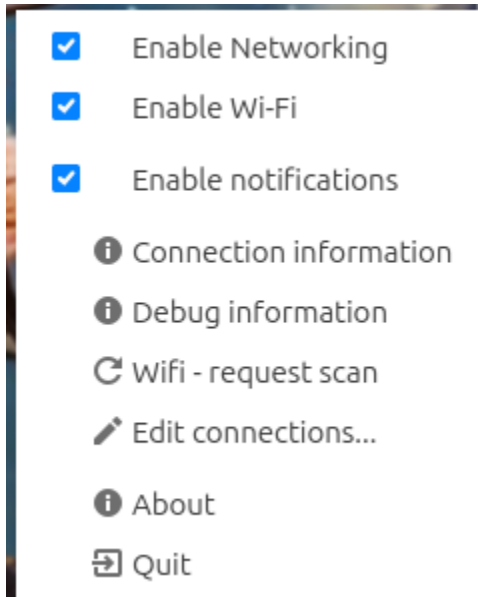 Enable Networking
Enable Wi-Fi
Enable notifications
Connection information
Debug information
Wifi - request scan
Edit connections...
About
Quit